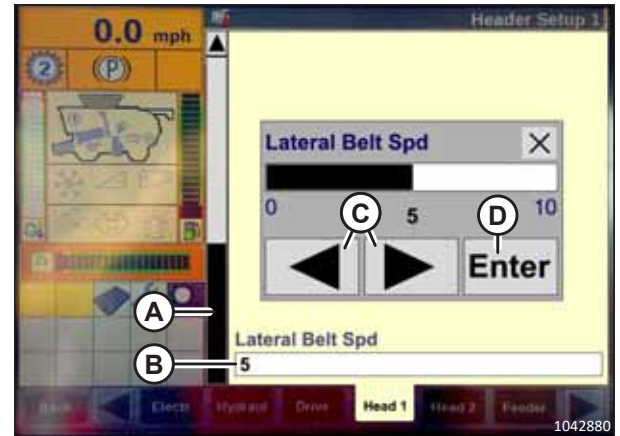 0.0 mph
Header Setup 1
2
P
Lateral Belt Spd
0
5
10
Enter
C
D
A
Lateral Belt Spd
B
5
Back
Electr
Hydraul
Drive
Head 1
Head 2
Feeder
1042880